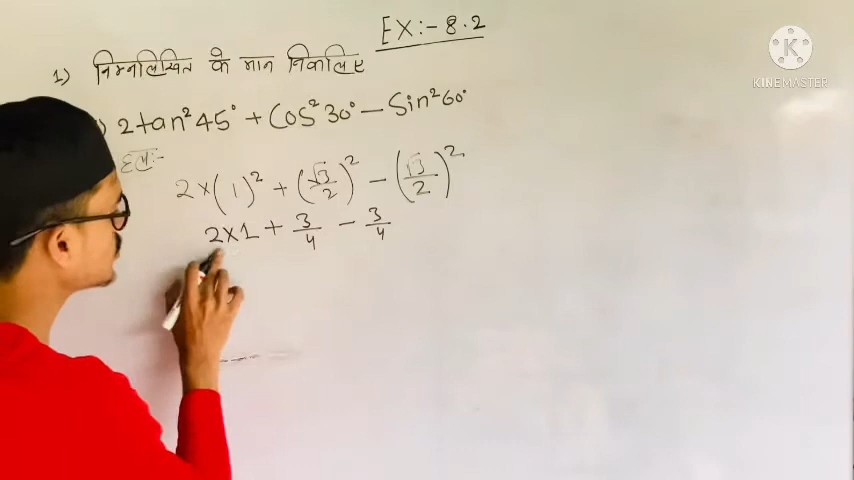 EX:- 8.2
1) निम्नलिखित के मान निकालिए
) 2tan²45° + Cos²30° − Sin²60°
हल:-
2×(1)² + (√3/2)² − (√3/2)²
2×1 + 3/4 − 3/4
K
KINEMASTER